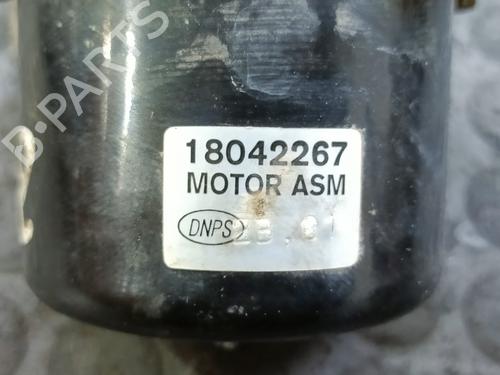 B-PARTS
18042267
MOTOR ASM
DNPS